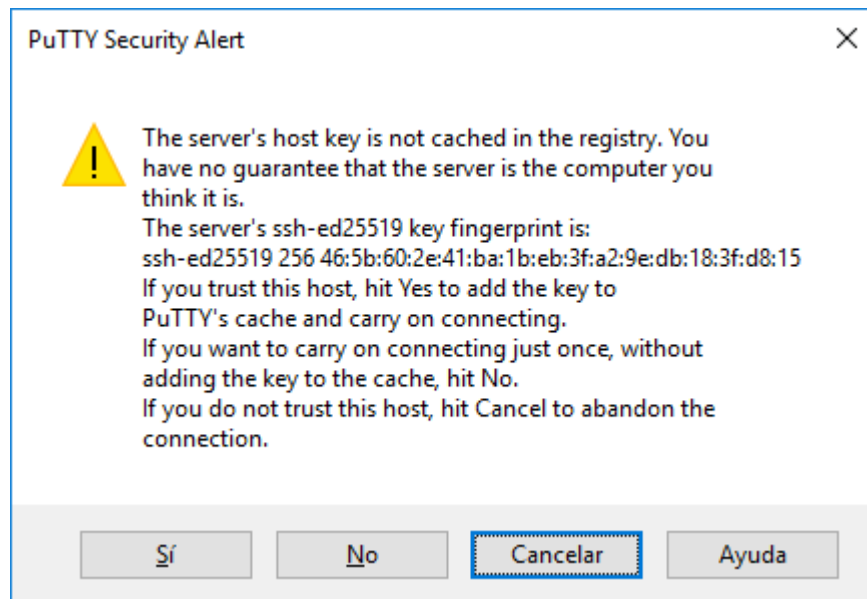 PuTTY Security Alert
The server's host key is not cached in the registry. You
have no guarantee that the server is the computer you
think it is.
The server's ssh-ed25519 key fingerprint is:
ssh-ed25519 256 46:5b:60:2e:41:ba:1b:eb:3f:a2:9e:db:18:3f:d8:15
If you trust this host, hit Yes to add the key to
PuTTY's cache and carry on connecting.
If you want to carry on connecting just once, without
adding the key to the cache, hit No.
If you do not trust this host, hit Cancel to abandon the
connection.
Sí No Cancelar Ayuda